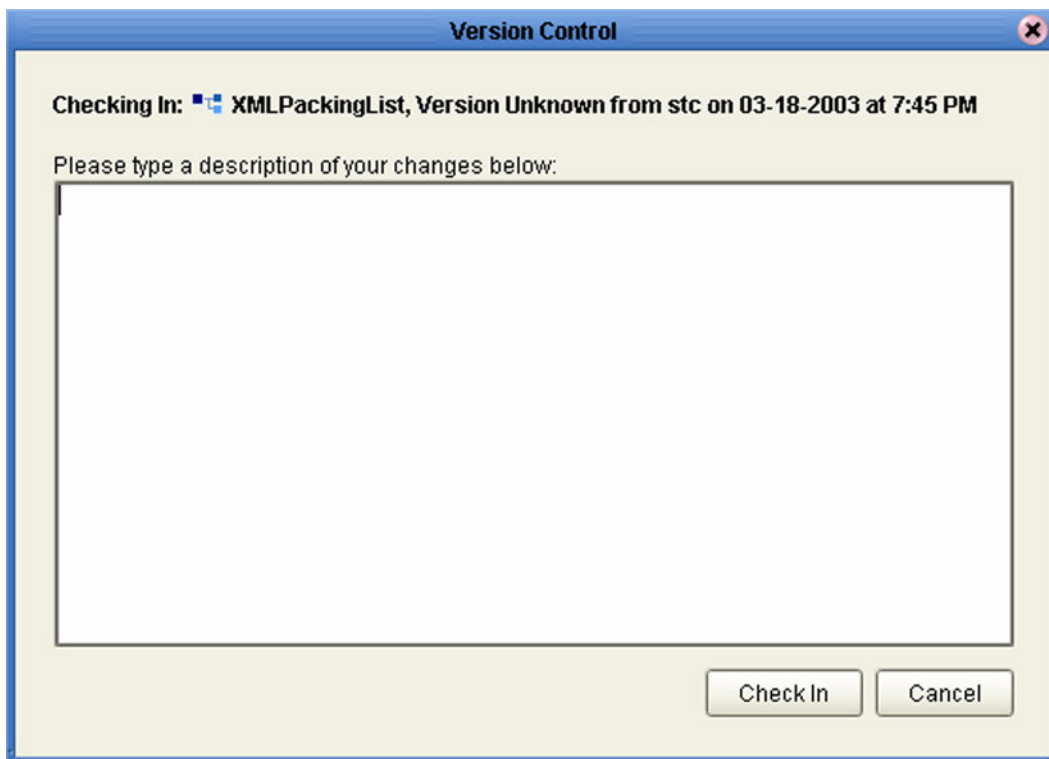 Version Control
Checking In: XMLPackingList, Version Unknown from stc on 03-18-2003 at 7:45 PM
Please type a description of your changes below:
Check In
Cancel